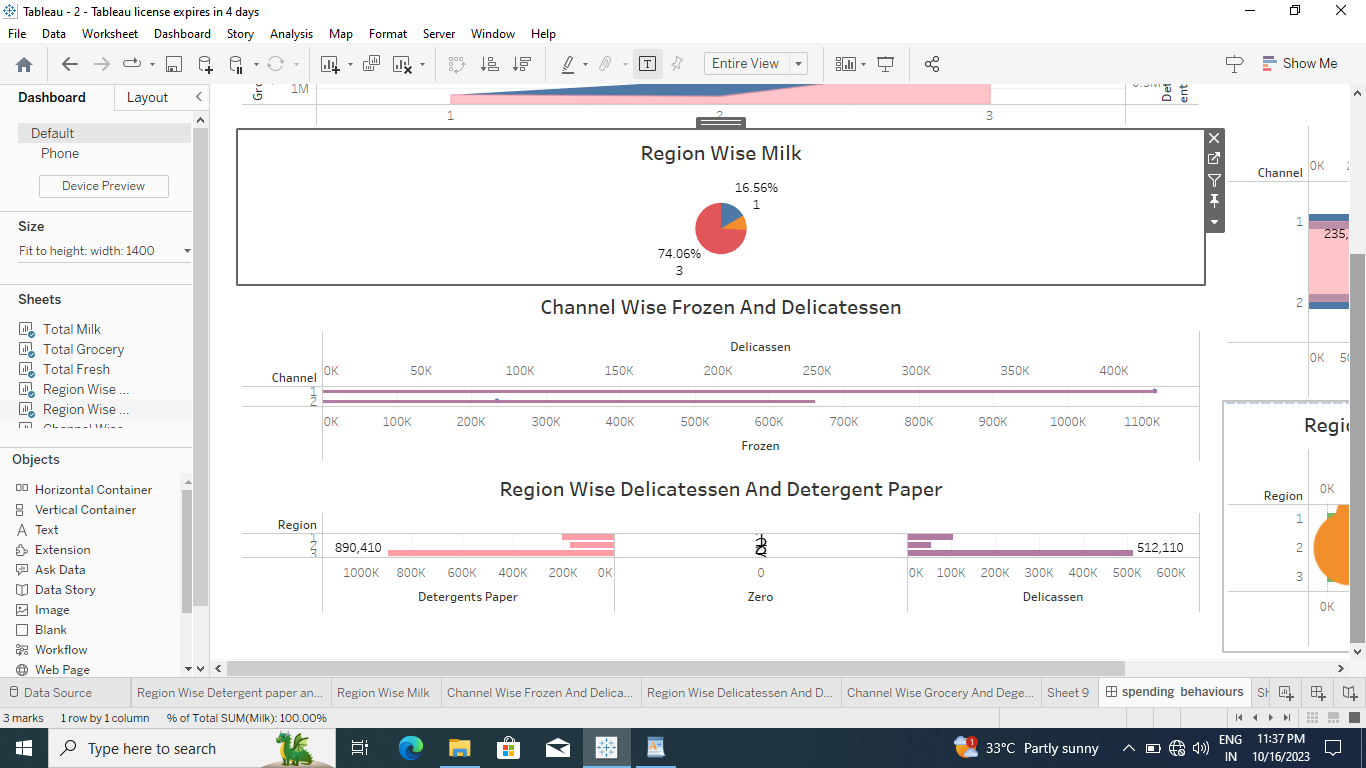 Tableau - 2 - Tableau license expires in 4 days
File Data Worksheet Dashboard Story Analysis Map Format Server Window Help
T Entire View Show Me
Dashboard Layout
Default
Phone
Device Preview
Size
Fit to height: width: 1400
Sheets
Total Milk
Total Grocery
Total Fresh
Region Wise ...
Region Wise ...
Channel Wise
Objects
Horizontal Container
Vertical Container
Text
Extension
Ask Data
Data Story
Image
Blank
Workflow
Web Page
1M
1 2 3
Region Wise Milk
16.56%
1
74.06%
3
Channel Wise Frozen And Delicatessen
Delicassen
0K 50K 100K 150K 200K 250K 300K 350K 400K
Channel
1
2
0K 100K 200K 300K 400K 500K 600K 700K 800K 900K 1000K 1100K
Frozen
Region Wise Delicatessen And Detergent Paper
Region
1
2
3
890,410 512,110
1000K 800K 600K 400K 200K 0K 0 0K 100K 200K 300K 400K 500K 600K
Detergents Paper Zero Delicassen
0K
Channel
1
235,
2
0K
Regi
0K
Region
1
2
3
0K
Data Source Region Wise Detergent paper an... Region Wise Milk Channel Wise Frozen And Delica... Region Wise Delicatessen And D... Channel Wise Grocery And Dege... Sheet 9 spending behaviours Sh
3 marks 1 row by 1 column % of Total SUM(Milk): 100.00%
Type here to search
1 33°C Partly sunny
ENG
IN
11:37 PM
10/16/2023